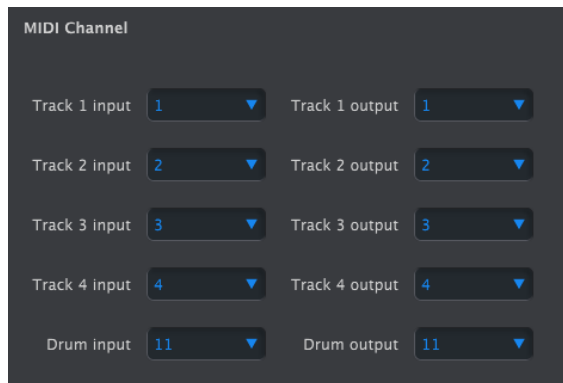 MIDI Channel
Track 1 input 1 Track 1 output 1
Track 2 input 2 Track 2 output 2
Track 3 input 3 Track 3 output 3
Track 4 input 4 Track 4 output 4
Drum input 11 Drum output 11